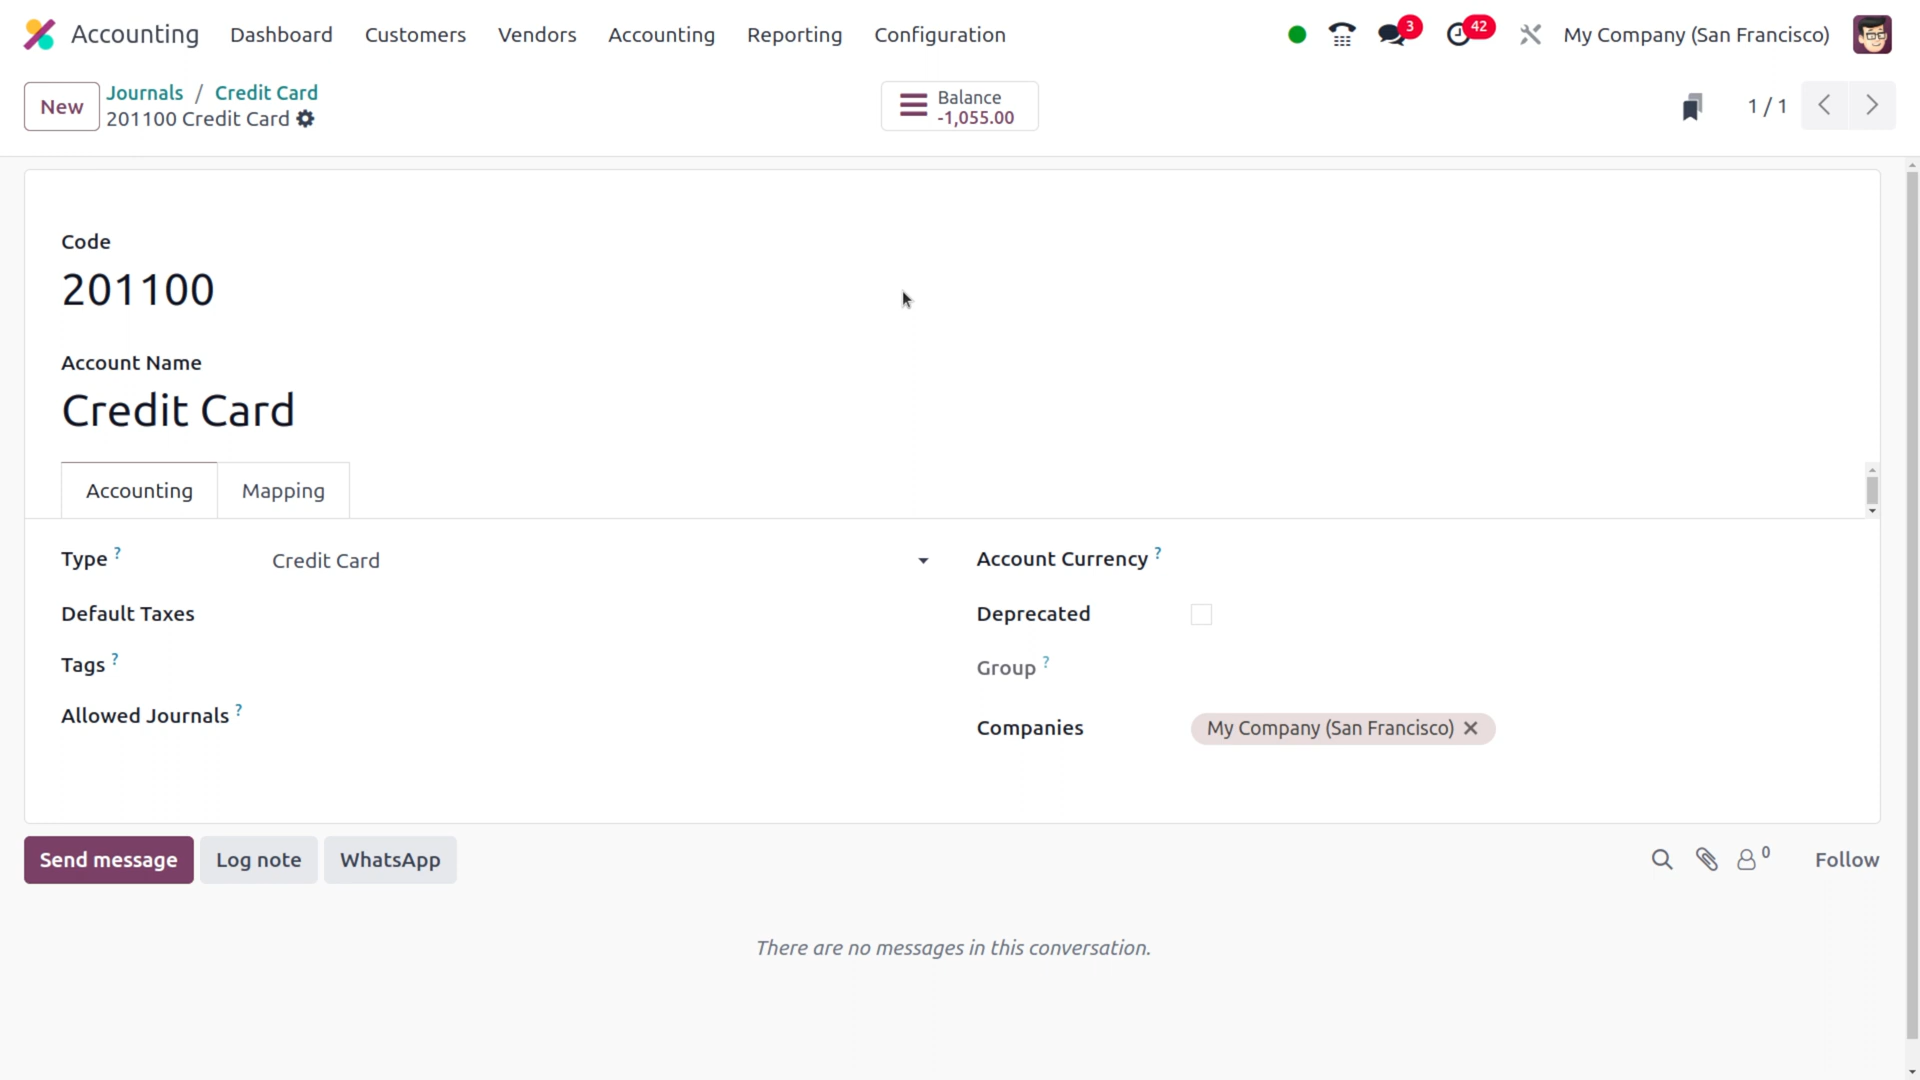 Accounting Dashboard Customers Vendors Accounting Reporting Configuration 3 42 My Company (San Francisco)
New Journals / Credit Card
201100 Credit Card
Balance
-1,055.00
1 / 1
Code
201100
Account Name
Credit Card
Accounting Mapping
Type ? Credit Card
Default Taxes
Tags ?
Allowed Journals ?
Account Currency ?
Deprecated
Group ?
Companies My Company (San Francisco)
Send message Log note WhatsApp 0 Follow
There are no messages in this conversation.